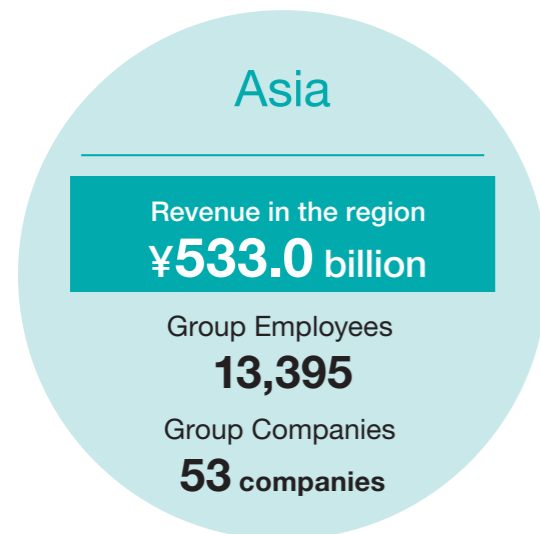 Asia
Revenue in the region
¥533.0 billion
Group Employees
13,395
Group Companies
53 companies